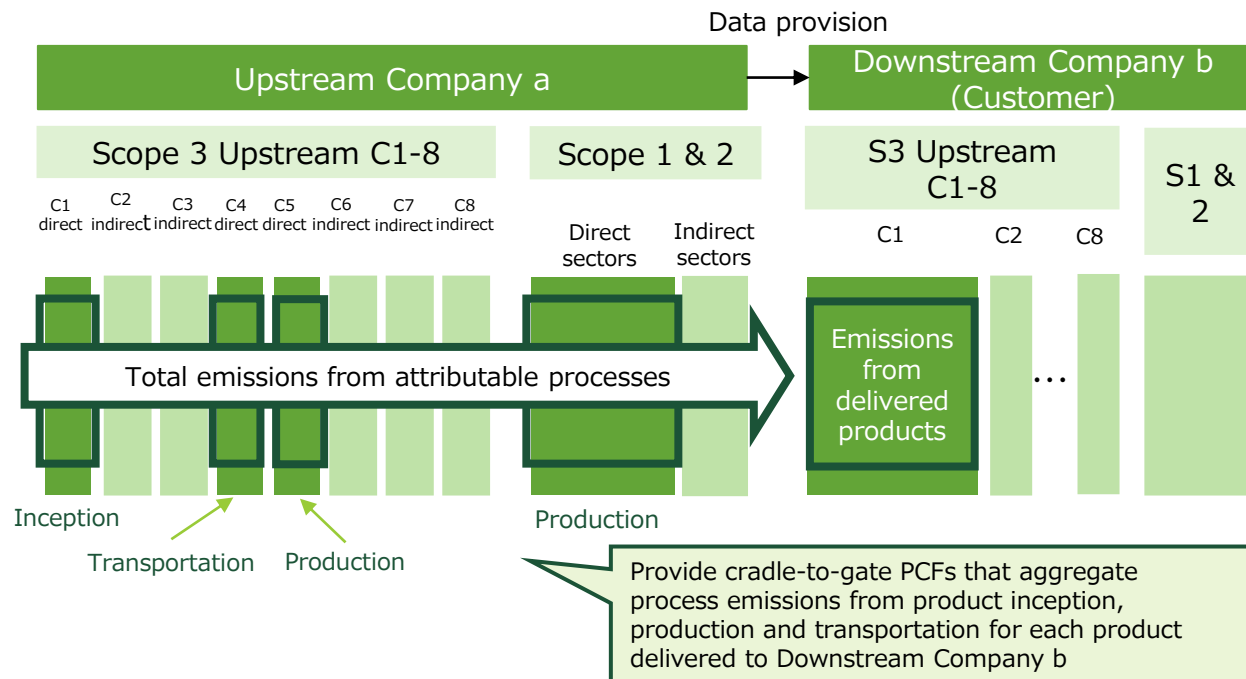 Data provision
Upstream Company a
Downstream Company b
(Customer)
Scope 3 Upstream C1-8
Scope 1 & 2
S3 Upstream
C1-8
S1 &
2
C1
direct
C2
indirect
C3
indirect
C4
direct
C5
direct
C6
indirect
C7
indirect
C8
indirect
Direct
sectors
Indirect
sectors
C1
C2
C8
Total emissions from attributable processes
Emissions
from
delivered
products
...
Inception
Transportation
Production
Production
Provide cradle-to-gate PCFs that aggregate
process emissions from product inception,
production and transportation for each product
delivered to Downstream Company b